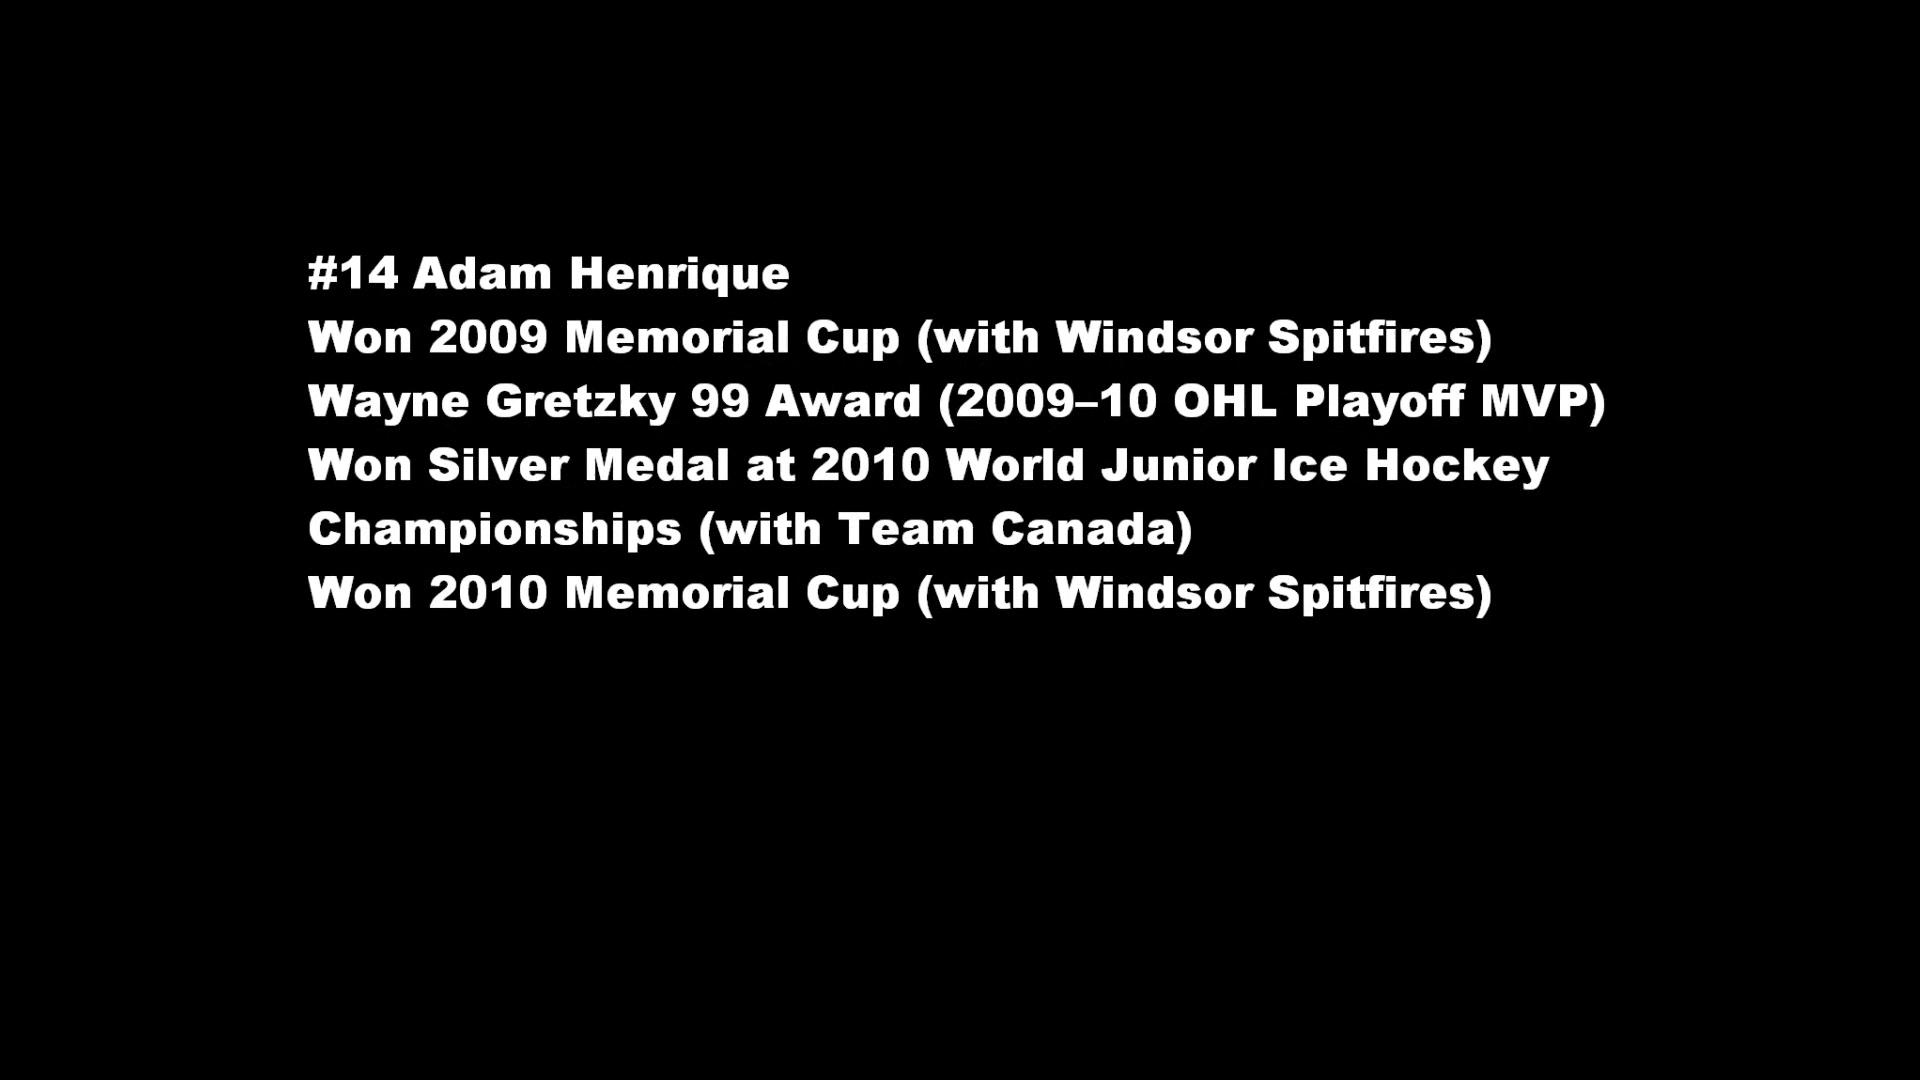 #14 Adam Henrique
Won 2009 Memorial Cup (with Windsor Spitfires)
Wayne Gretzky 99 Award (2009–10 OHL Playoff MVP)
Won Silver Medal at 2010 World Junior Ice Hockey
Championships (with Team Canada)
Won 2010 Memorial Cup (with Windsor Spitfires)